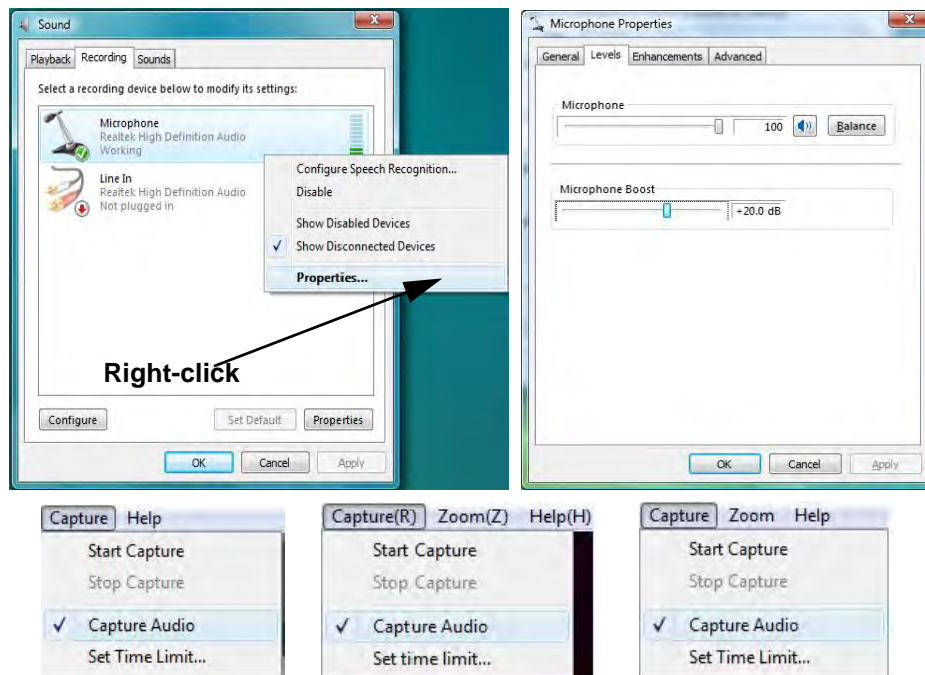 Sound
Playback Recording Sounds
Select a recording device below to modify its settings:
Microphone
Realtek High Definition Audio
Working
Line In
Realtek High Definition Audio
Not plugged in
Configure Speech Recognition...
Disable
Show Disabled Devices
✓ Show Disconnected Devices
Properties...
Right-click
Configure Set Default Properties
OK Cancel Apply
Microphone Properties
General Levels Enhancements Advanced
Microphone
100 Balance
Microphone Boost
+20.0 dB
OK Cancel Apply
Capture Help
Start Capture
Stop Capture
✓ Capture Audio
Set Time Limit...
Capture(R) Zoom(Z) Help(H)
Start Capture
Stop Capture
✓ Capture Audio
Set time limit...
Capture Zoom Help
Start Capture
Stop Capture
✓ Capture Audio
Set Time Limit...